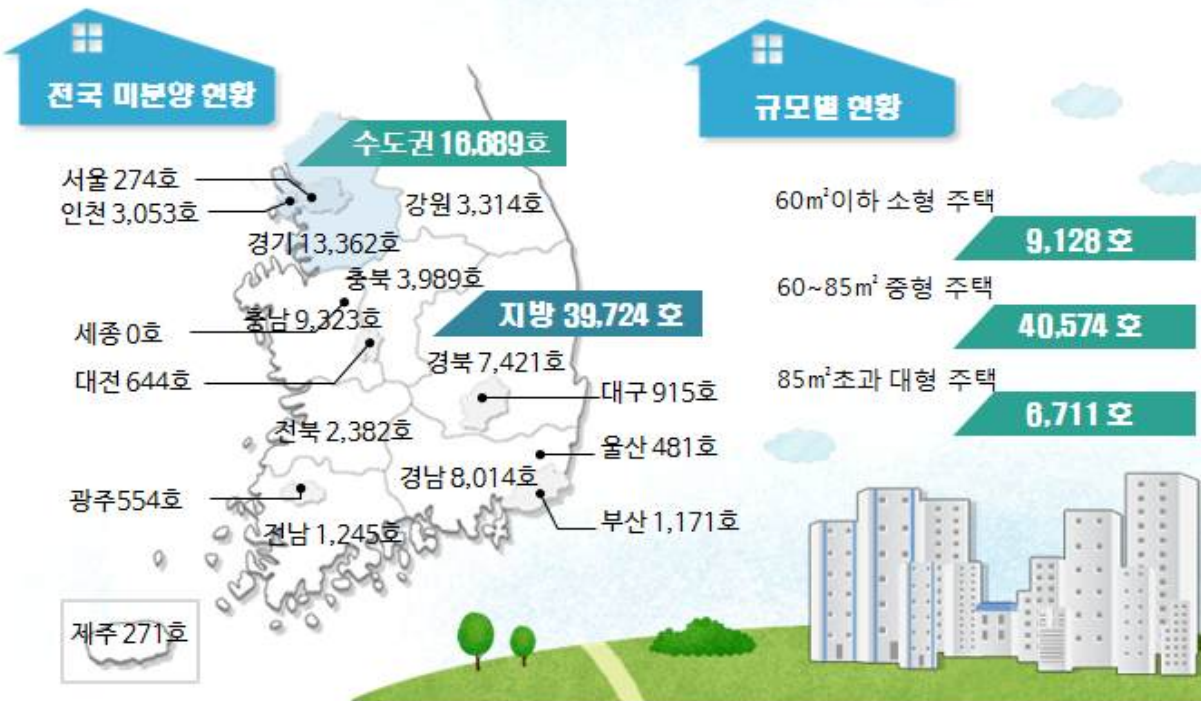 전국 미분양 현황
수도권 16,689호
서울 274호
인천 3,053호
강원 3,314호
경기 13,362호
충북 3,989호
지방 39,724 호
충남 9,323호
세종 0호
경북 7,421호
대전 644호
대구 915호
전북 2,382호
울산 481호
경남 8,014호
광주554호
부산 1,171호
전남 1,245호
제주 271호
규모별 현황
60㎡이하 소형 주택
9,128 호
60~85㎡ 중형 주택
40,574 호
85㎡초과 대형 주택
6,711 호